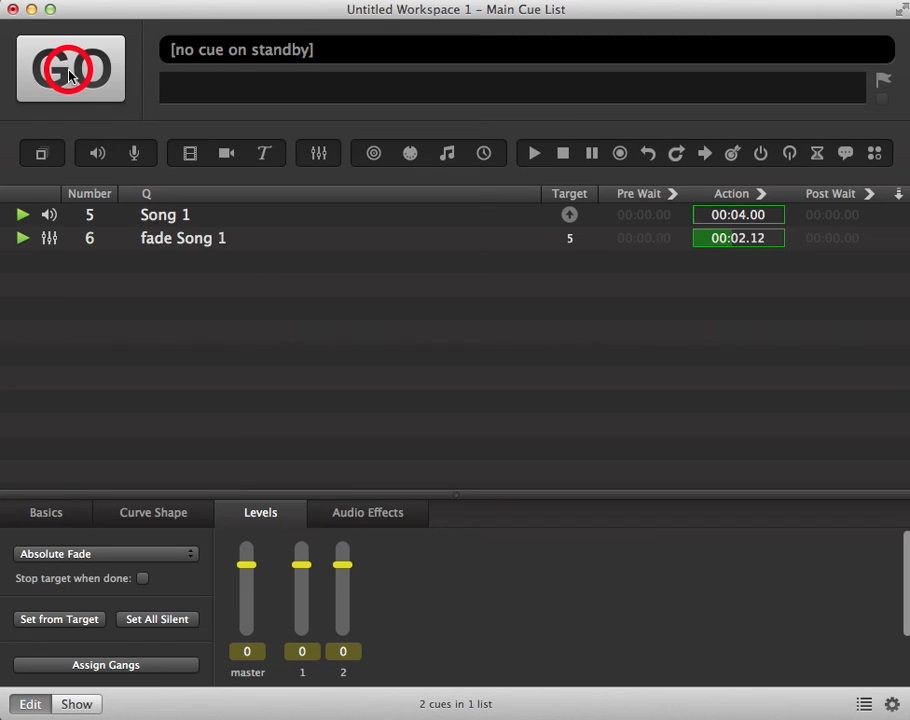 Untitled Workspace 1 – Main Cue List
GO
[no cue on standby]
Number Q Target Pre Wait Action Post Wait
5 Song 1 00:00.00 00:04.00 00:00.00
6 fade Song 1 5 00:00.00 00:02.12 00:00.00
Basics Curve Shape Levels Audio Effects
Absolute Fade
Stop target when done:
Set from Target Set All Silent
0 0 0
Assign Gangs
master 1 2
Edit Show 2 cues in 1 list